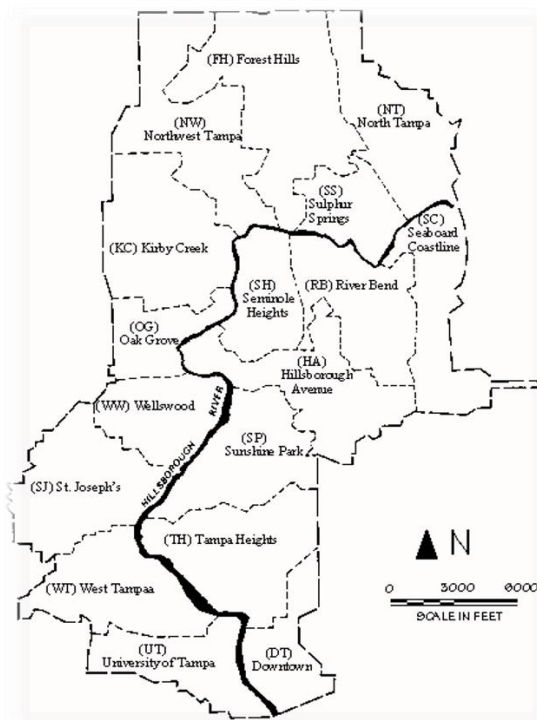 (FH) Forest Hills
(NT)
North Tampa
(NW)
Northwest Tampa
(SS)
Sulphur
Springs
(SC)
Seaboard
Coastline
(KC) Kirby Creek
(SH)
Seminole
Heights
(RB) River Bend
(OG)
Oak Grove
(HA)
Hillsborough
Avenue
(WW) Wellswood
HILLSBOROUGH RIVER
(SP)
Sunshine Park
(SJ) St. Joseph's
(TH) Tampa Heights
N
(WT) West Tampaa
0 3000 6000
SCALE IN FEET
(UT)
University of Tampa
(DT)
Downtown